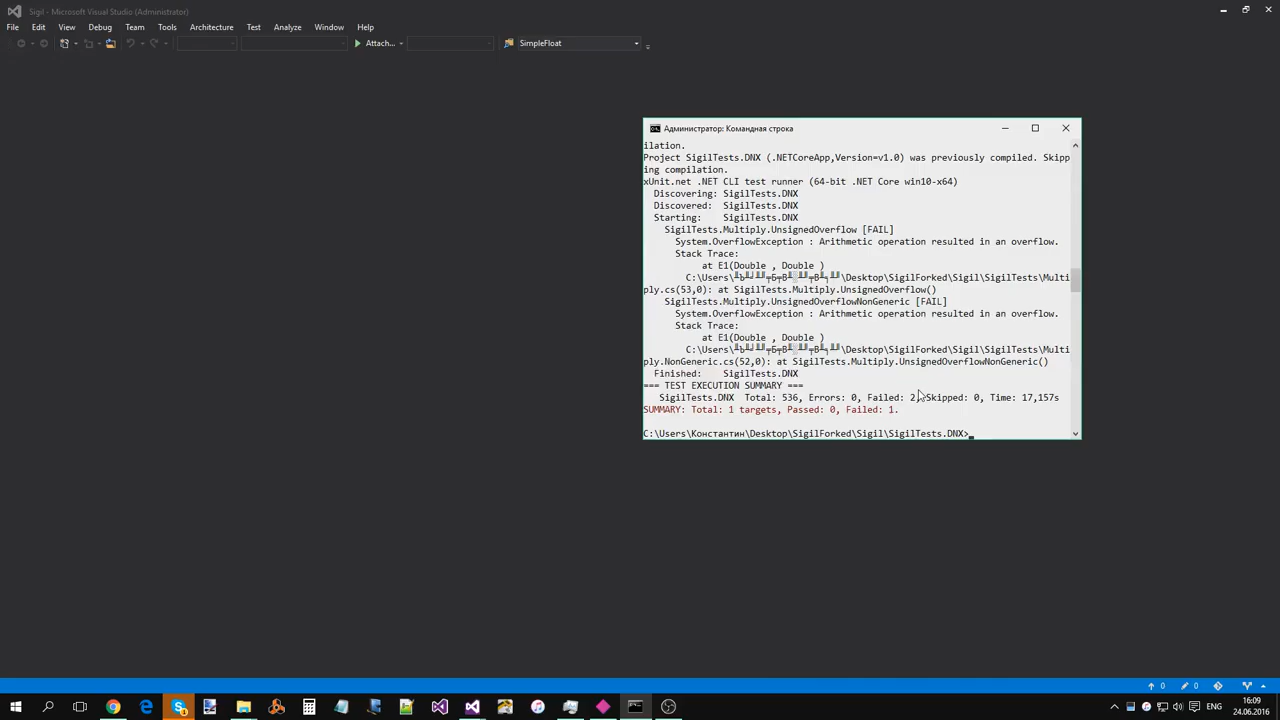 Sigil - Microsoft Visual Studio (Administrator)
File Edit View Debug Team Tools Architecture Test Analyze Window Help
Attach... SimpleFloat
Администратор: Командная строка
ilation.
Project SigilTests.DNX (.NETCoreApp,Version=v1.0) was previously compiled. Skipp
ing compilation.
xUnit.net .NET CLI test runner (64-bit .NET Core win10-x64)
Discovering: SigilTests.DNX
Discovered: SigilTests.DNX
Starting: SigilTests.DNX
SigilTests.Multiply.UnsignedOverflow [FAIL]
System.OverflowException : Arithmetic operation resulted in an overflow.
Stack Trace:
at E1(Double , Double )
C:\Users\ \Desktop\SigilForked\Sigil\SigilTests\Multi
ply.cs(53,0): at SigilTests.Multiply.UnsignedOverflow()
SigilTests.Multiply.UnsignedOverflowNonGeneric [FAIL]
System.OverflowException : Arithmetic operation resulted in an overflow.
Stack Trace:
at E1(Double , Double )
C:\Users\ \Desktop\SigilForked\Sigil\SigilTests\Multi
ply.NonGeneric.cs(52,0): at SigilTests.Multiply.UnsignedOverflowNonGeneric()
Finished: SigilTests.DNX
=== TEST EXECUTION SUMMARY ===
SigilTests.DNX Total: 536, Errors: 0, Failed: 2, Skipped: 0, Time: 17,157s
SUMMARY: Total: 1 targets, Passed: 0, Failed: 1.
C:\Users\Константин\Desktop\SigilForked\Sigil\SigilTests.DNX>
0 0
ENG
16:09
24.06.2016